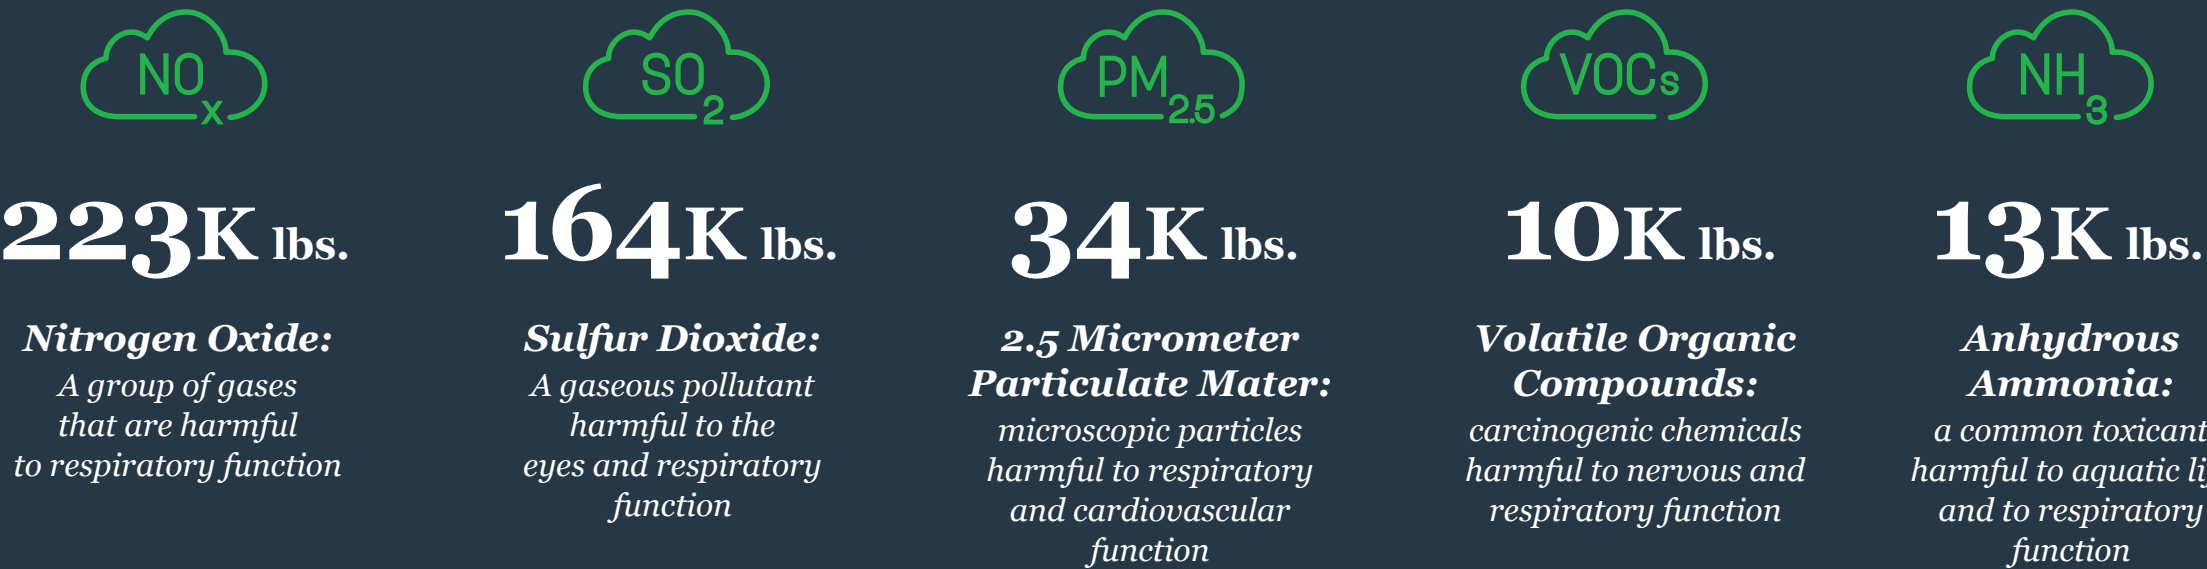 NOx
223K lbs.
Nitrogen Oxide:
A group of gases
that are harmful
to respiratory function
SO2
164K lbs.
Sulfur Dioxide:
A gaseous pollutant
harmful to the
eyes and respiratory
function
PM2.5
34K lbs.
2.5 Micrometer
Particulate Mater:
microscopic particles
harmful to respiratory
and cardiovascular
function
VOCs
10K lbs.
Volatile Organic
Compounds:
carcinogenic chemicals
harmful to nervous and
respiratory function
NH3
13K lbs.
Anhydrous
Ammonia:
a common toxicant
harmful to aquatic
and to respiratory
function